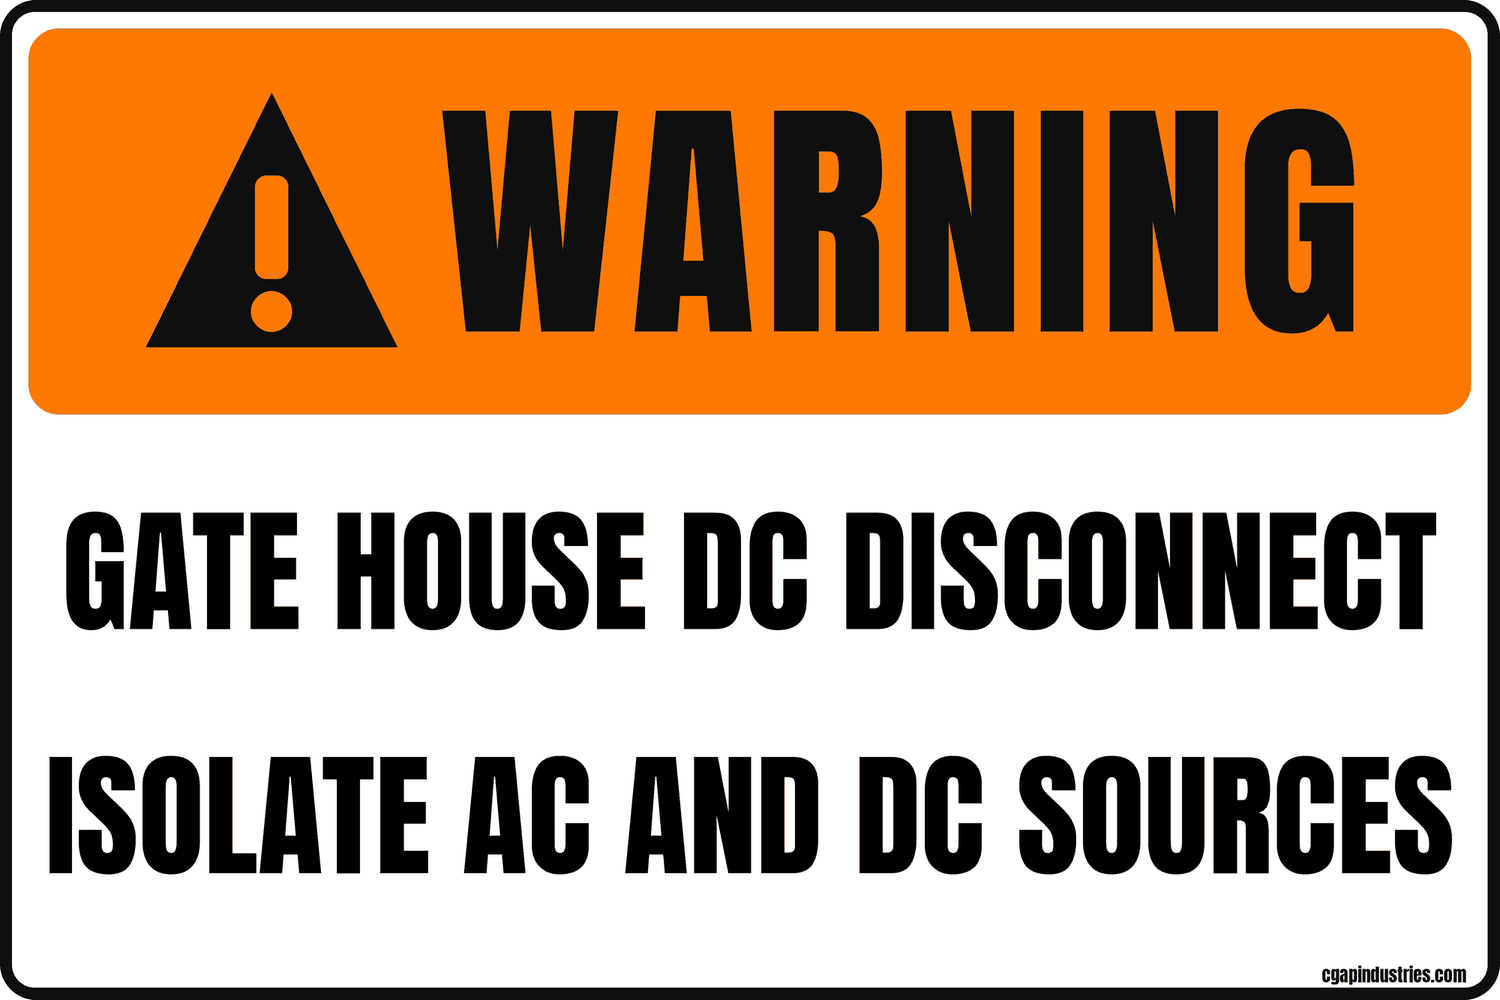 WARNING
GATE HOUSE DC DISCONNECT
ISOLATE AC AND DC SOURCES
cgapindustries.com